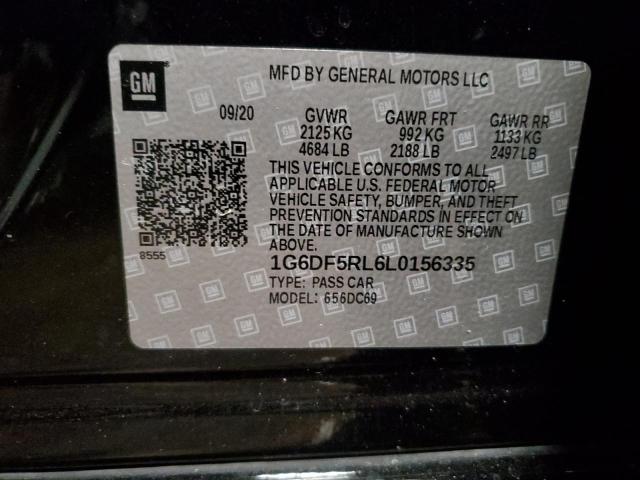 GM
MFD BY GENERAL MOTORS LLC
09/20 GVWR GAWR FRT GAWR RR
2125 KG 992 KG 1133 KG
4684 LB 2188 LB 2497 LB
THIS VEHICLE CONFORMS TO ALL
APPLICABLE U.S. FEDERAL MOTOR
VEHICLE SAFETY, BUMPER, AND THEFT
PREVENTION STANDARDS IN EFFECT ON
THE DATE OF MANUFACTURE SHOWN
ABOVE.
8555
1G6DF5RL6L0156335
TYPE: PASS CAR
MODEL: 656DC69